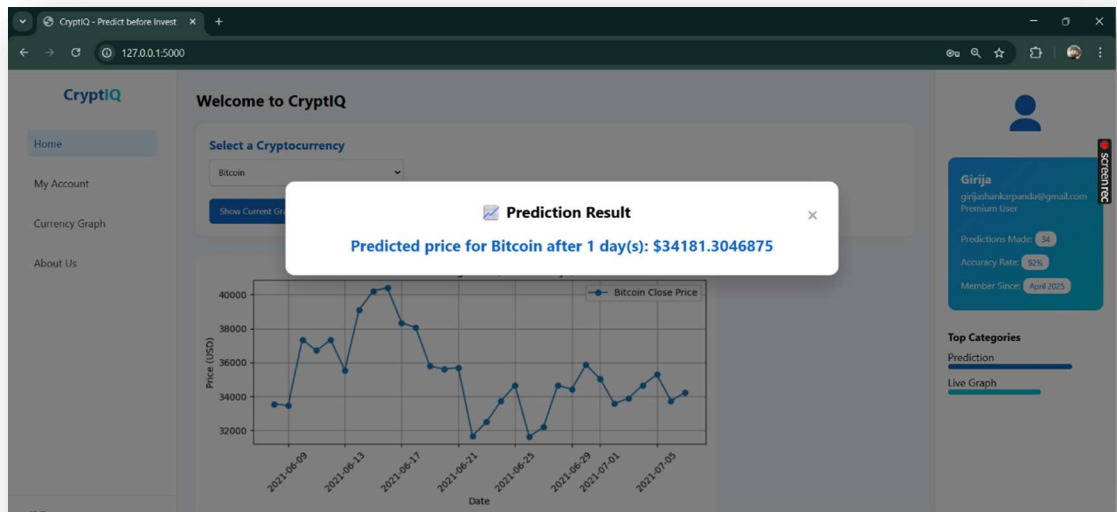 CryptIQ - Predict before Invest
127.0.0.1:5000
CryptIQ
Home
My Account
Currency Graph
About Us
Welcome to CryptIQ
Select a Cryptocurrency
Bitcoin
Show Current
Prediction Result
×
Predicted price for Bitcoin after 1 day(s): $34181.3046875
Bitcoin Close Price
Price (USD)
40000
38000
36000
34000
32000
2021-06-09
2021-06-13
2021-06-17
2021-06-21
2021-06-25
2021-06-29
2021-07-01
2021-07-05
Date
Girija
girijashankarpanda@gmail.com
Premium User
Predictions Made: 34
Accuracy Rate: 92%
Member Since: April 2025
Top Categories
Prediction
Live Graph
screenrec